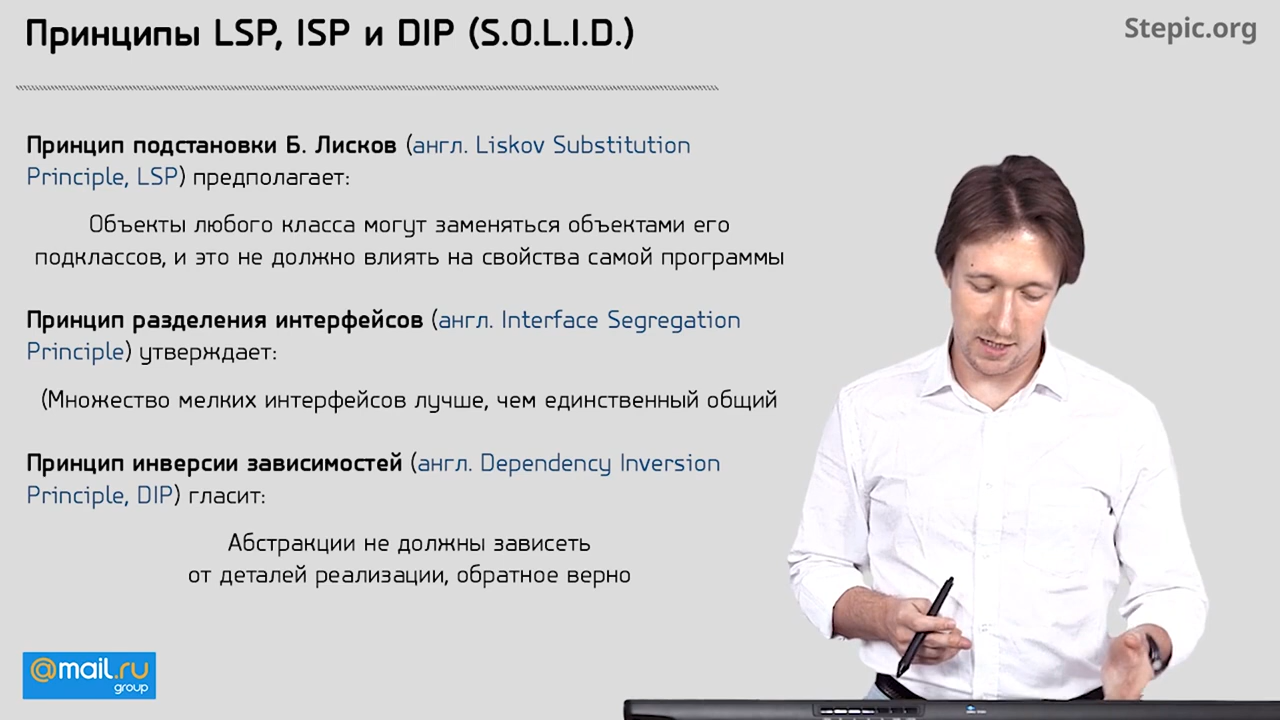 Принципы LSP, ISP и DIP (S.O.L.I.D.)
Stepic.org
Принцип подстановки Б. Лисков (англ. Liskov Substitution
Principle, LSP) предполагает:
Объекты любого класса могут заменяться объектами его
подклассов, и это не должно влиять на свойства самой программы
Принцип разделения интерфейсов (англ. Interface Segregation
Principle) утверждает:
(Множество мелких интерфейсов лучше, чем единственный общий
Принцип инверсии зависимостей (англ. Dependency Inversion
Principle, DIP) гласит:
Абстракции не должны зависеть
от деталей реализации, обратное верно
@mail.ru
group